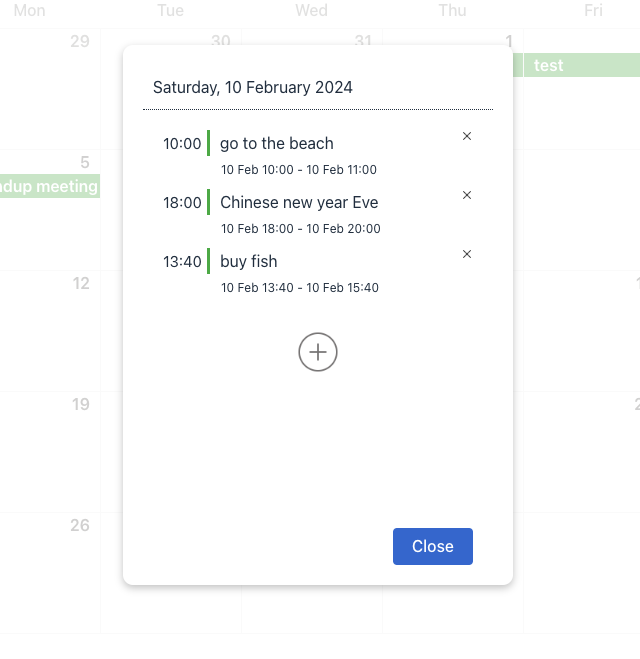 Mon Tue Wed Thu Fri
29 30 31 1
test
Saturday, 10 February 2024
10:00 go to the beach
10 Feb 10:00 - 10 Feb 11:00
5
meeting
18:00 Chinese new year Eve
10 Feb 18:00 - 10 Feb 20:00
13:40 buy fish
10 Feb 13:40 - 10 Feb 15:40
12
19
26
Close